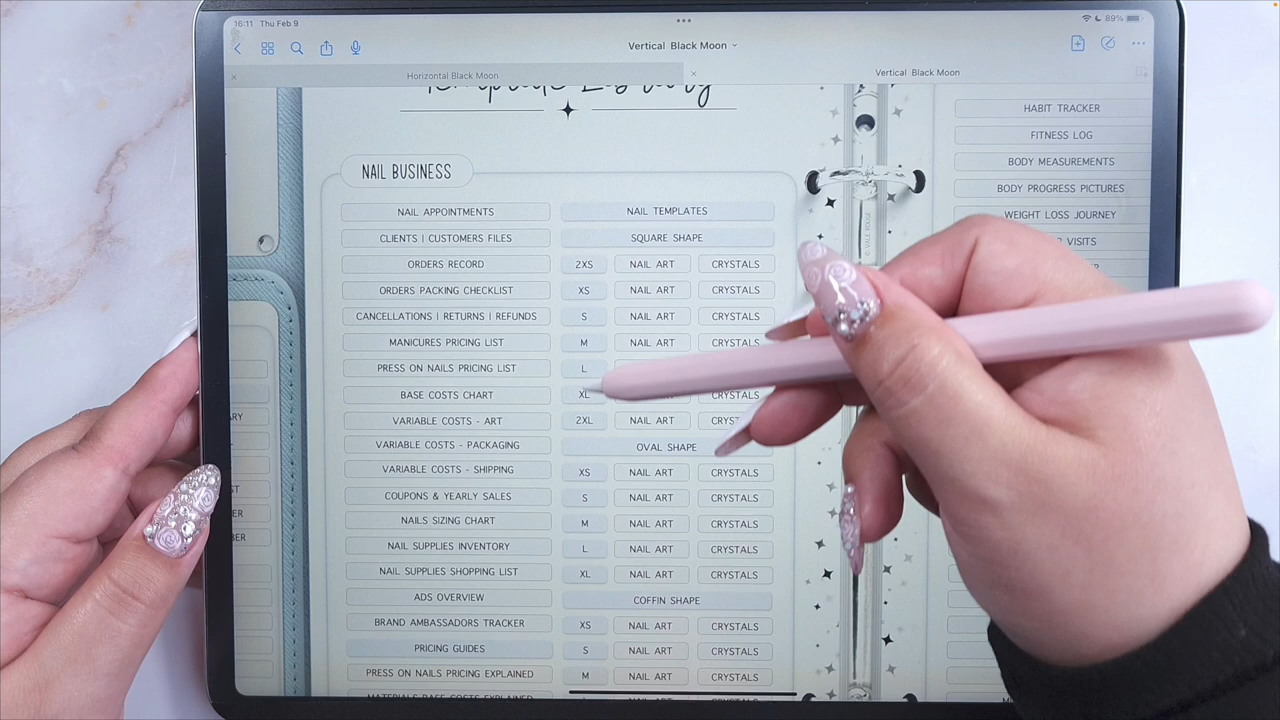 16:11 Thu Feb 9
89%
Vertical Black Moon
Horizontal Black Moon
Vertical Black Moon
Template Library
NAIL BUSINESS
NAIL APPOINTMENTS
CLIENTS | CUSTOMERS FILES
ORDERS RECORD
ORDERS PACKING CHECKLIST
CANCELLATIONS | RETURNS | REFUNDS
MANICURES PRICING LIST
PRESS ON NAILS PRICING LIST
BASE COSTS CHART
VARIABLE COSTS - ART
VARIABLE COSTS - PACKAGING
VARIABLE COSTS - SHIPPING
COUPONS & YEARLY SALES
NAILS SIZING CHART
NAIL SUPPLIES INVENTORY
NAIL SUPPLIES SHOPPING LIST
ADS OVERVIEW
BRAND AMBASSADORS TRACKER
PRICING GUIDES
PRESS ON NAILS PRICING EXPLAINED
MATERIALS BASE COSTS EXPLAINED
NAIL TEMPLATES
SQUARE SHAPE
2XS NAIL ART CRYSTALS
XS NAIL ART CRYSTALS
S NAIL ART CRYSTALS
M NAIL ART CRYSTALS
L
XL
2XL NAIL ART
OVAL SHAPE
XS NAIL ART CRYSTALS
S NAIL ART CRYSTALS
M NAIL ART CRYSTALS
L NAIL ART CRYSTALS
XL NAIL ART CRYSTALS
COFFIN SHAPE
XS NAIL ART CRYSTALS
S NAIL ART CRYSTALS
M NAIL ART CRYSTALS
HABIT TRACKER
FITNESS LOG
BODY MEASUREMENTS
BODY PROGRESS PICTURES
WEIGHT LOSS JOURNEY
VISITS